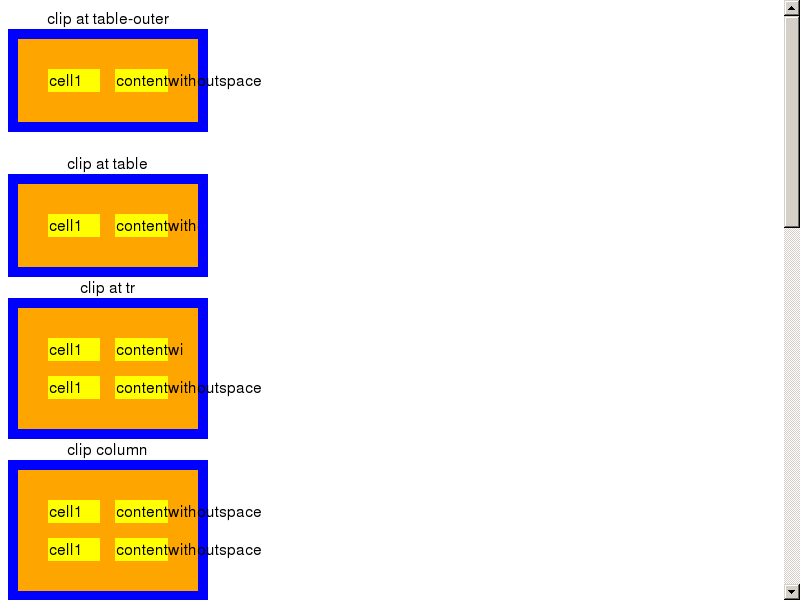 clip at table-outer
cell1 contentwithoutspace
clip at table
cell1 contentwith
clip at tr
cell1 contentwi
cell1 contentwithoutspace
clip column
cell1 contentwithoutspace
cell1 contentwithoutspace